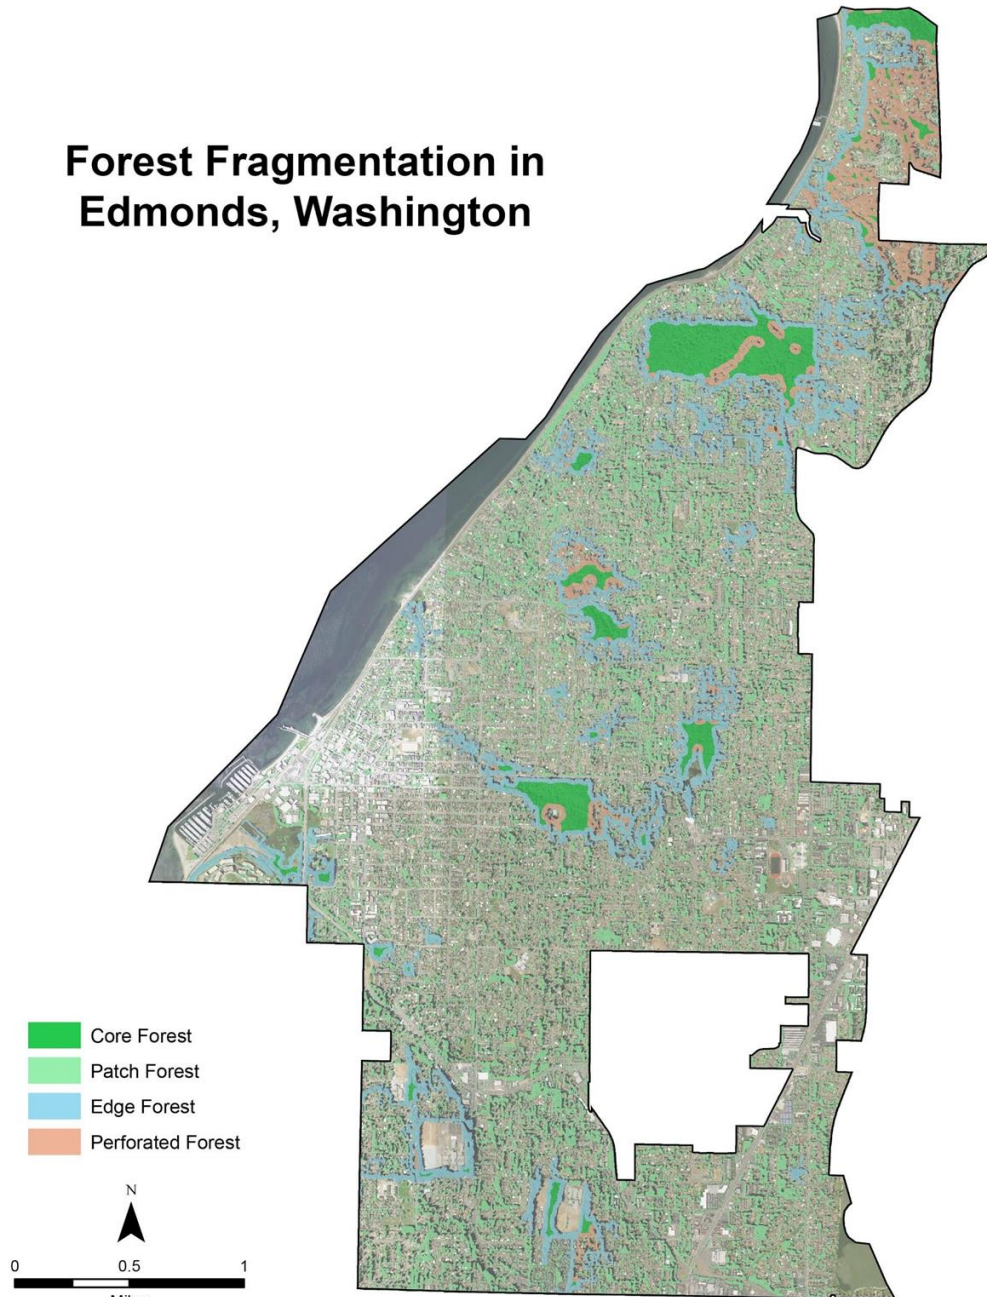 Forest Fragmentation in
Edmonds, Washington
Core Forest
Patch Forest
Edge Forest
Perforated Forest
N
0 0.5 1